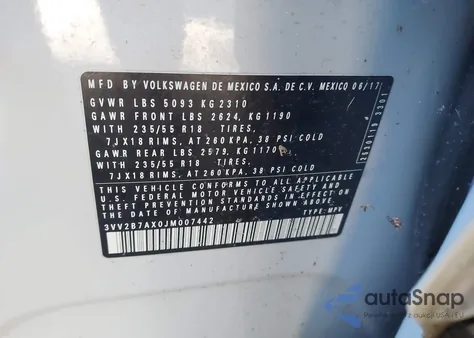 MFD BY VOLKSWAGEN DE MEXICO S.A. DE C.V. MEXICO 06/17
GVWR LBS 5093 KG 2310
GAWR FRONT LBS 2624, KG 1190
WITH 235/55 R18 TIRES,
7JX18 RIMS, AT 260 KPA, 38 PSI COLD
GAWR REAR LBS 2579, KG 1170
WITH 235/55 R18 TIRES,
7JX18 RIMS, AT 260 KPA, 38 PSI COLD
THIS VEHICLE CONFORMS TO ALL APPLICABLE
U.S. FEDERAL MOTOR VEHICLE SAFETY AND
THEFT PREVENTION STANDARDS IN EFFECT ON
THE DATE OF MANUFACTURE SHOWN ABOVE.
3VV2B7AX0JM007442 TYPE: MPV
autoSnap
z USA i EU